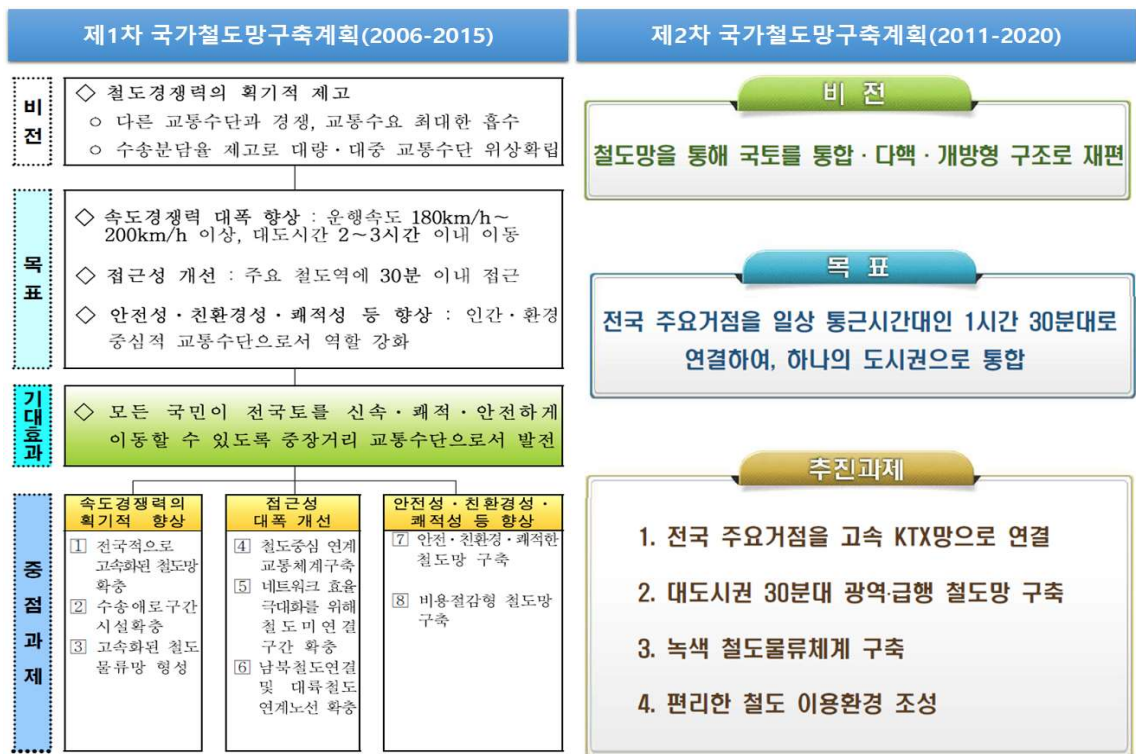 제1차 국가철도망구축계획(2006-2015)
비
전
◇ 철도경쟁력의 획기적 제고
○ 다른 교통수단과 경쟁, 교통수요 최대한 흡수
○ 수송분담율 제고로 대량·대중 교통수단 위상확립
목
표
◇ 속도경쟁력 대폭 향상 : 운행속도 180km/h~
200km/h 이상, 대도시간 2~3시간 이내 이동
◇ 접근성 개선 : 주요 철도역에 30분 이내 접근
◇ 안전성·친환경성·쾌적성 등 향상 : 인간·환경
중심적 교통수단으로서 역할 강화
기
대
효
과
◇ 모든 국민이 전국토를 신속·쾌적·안전하게
이동할 수 있도록 중장거리 교통수단으로서 발전
중
점
과
제
속도경쟁력의
획기적 향상
1 전국적으로
고속화된 철도망
확충
2 수송애로구간
시설확충
3 고속화된 철도
물류망 형성
접근성
대폭 개선
4 철도중심 연계
교통체계구축
5 네트워크 효율
극대화를 위해
철도미연결
구간 확충
6 남북철도연결
및 대륙철도
연계노선 확충
안전성·친환경성·
쾌적성 등 향상
7 안전·친환경·쾌적한
철도망 구축
8 비용절감형 철도망
구축
제2차 국가철도망구축계획(2011-2020)
비 전
철도망을 통해 국토를 통합·다핵·개방형 구조로 재편
목 표
전국 주요거점을 일상 통근시간대인 1시간 30분대로
연결하여, 하나의 도시권으로 통합
추진과제
1. 전국 주요거점을 고속 KTX망으로 연결
2. 대도시권 30분대 광역·급행 철도망 구축
3. 녹색 철도물류체계 구축
4. 편리한 철도 이용환경 조성